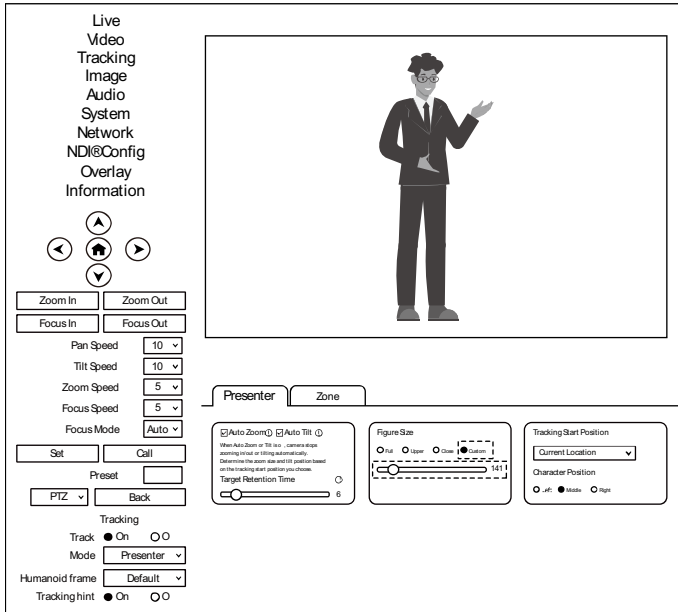 Live
Video
Tracking
Image
Audio
System
Network
NDI®Config
Overlay
Information
Zoom In Zoom Out
Focus In Focus Out
Pan Speed 10
Tilt Speed 10
Zoom Speed 5
Focus Speed 5
Focus Mode Auto
Set Call
Preset
PTZ Back
Tracking
Track On O
Mode Presenter
Humanoid frame Default
Tracking hint On O
Presenter Zone
Auto Zoom Auto Tilt
When Auto Zoom or Tilt is o , camera stops
zooming in/out or tilting automatically.
Determine the zoom size and tilt position based
on the tracking start position you choose.
Target Retention Time
6
Figure Size
Full Upper Close Custom
141
Tracking Start Position
Current Location
Character Position
Middle Right